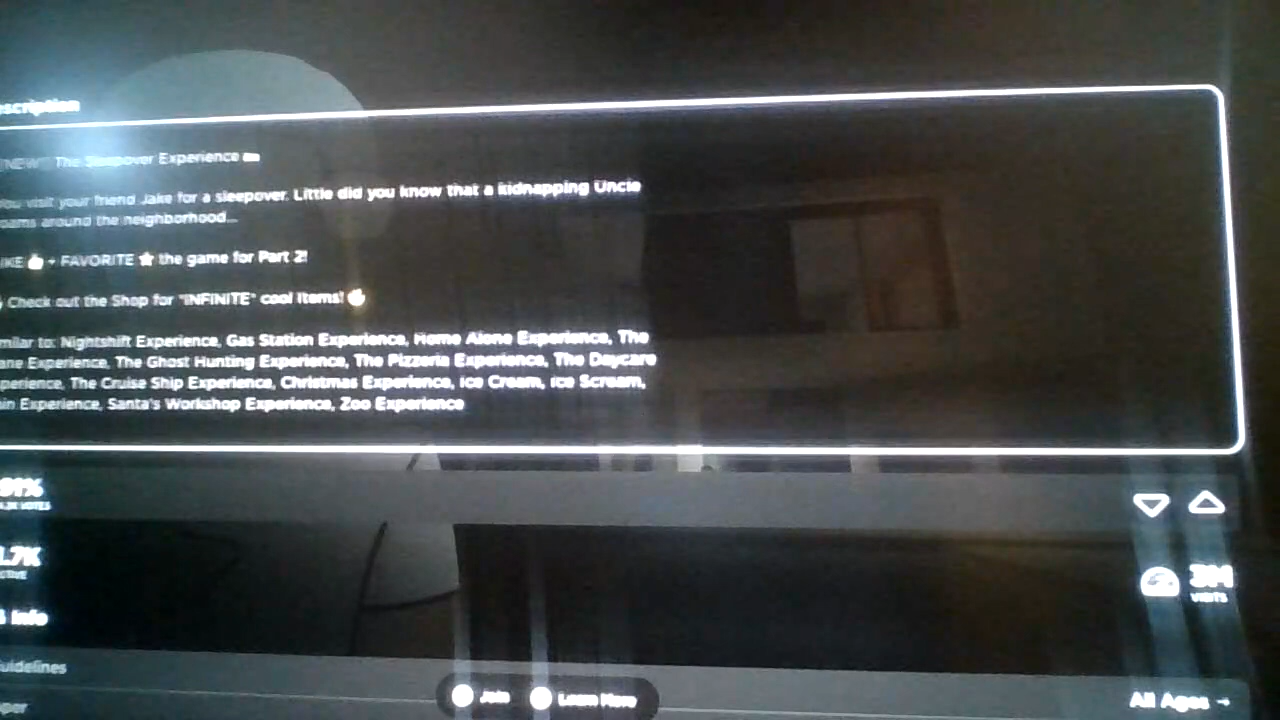 escription
[NEW] The Sleepover Experience
You visit your friend Jake for a sleepover. Little did you know that a kidnapping Uncle
oams around the neighborhood...
IKE 👍 + FAVORITE ⭐ the game for Part 2!
Check out the Shop for "INFINITE" cool items!
milar to: Nightshift Experience, Gas Station Experience, Home Alone Experience, The
ane Experience, The Ghost Hunting Experience, The Pizzeria Experience, The Daycare
perience, The Cruise Ship Experience, Christmas Experience, Ice Cream, Ice Scream,
ain Experience, Santa's Workshop Experience, Zoo Experience
91%
VOTES
.7K
CTIVE
3M
VISITS
Info
uidelines
Join Learn More
All Ages →
oper